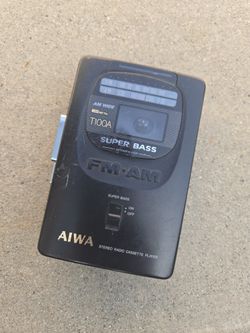 AM WIDE
T100A
SUPER BASS
FM·AM
SUPER BASS
ON
OFF
AIWA
STEREO RADIO CASSETTE PLAYER